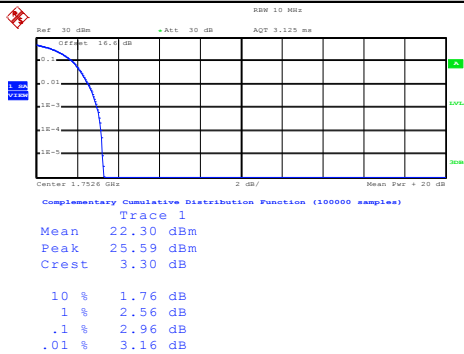 RBW 10 MHz
Ref 30 dBm *Att 30 dB AQT 3.125 ms
Offset 16.6 dB
0.1
A
0.01
1 SA
VIEW
1E-3
LVL
1E-4
1E-5
3DB
Center 1.7526 GHz 2 dB/ Mean Pwr + 20 dB
Complementary Cumulative Distribution Function (100000 samples)
Trace 1
Mean 22.30 dBm
Peak 25.59 dBm
Crest 3.30 dB
10 % 1.76 dB
1 % 2.56 dB
.1 % 2.96 dB
.01 % 3.16 dB